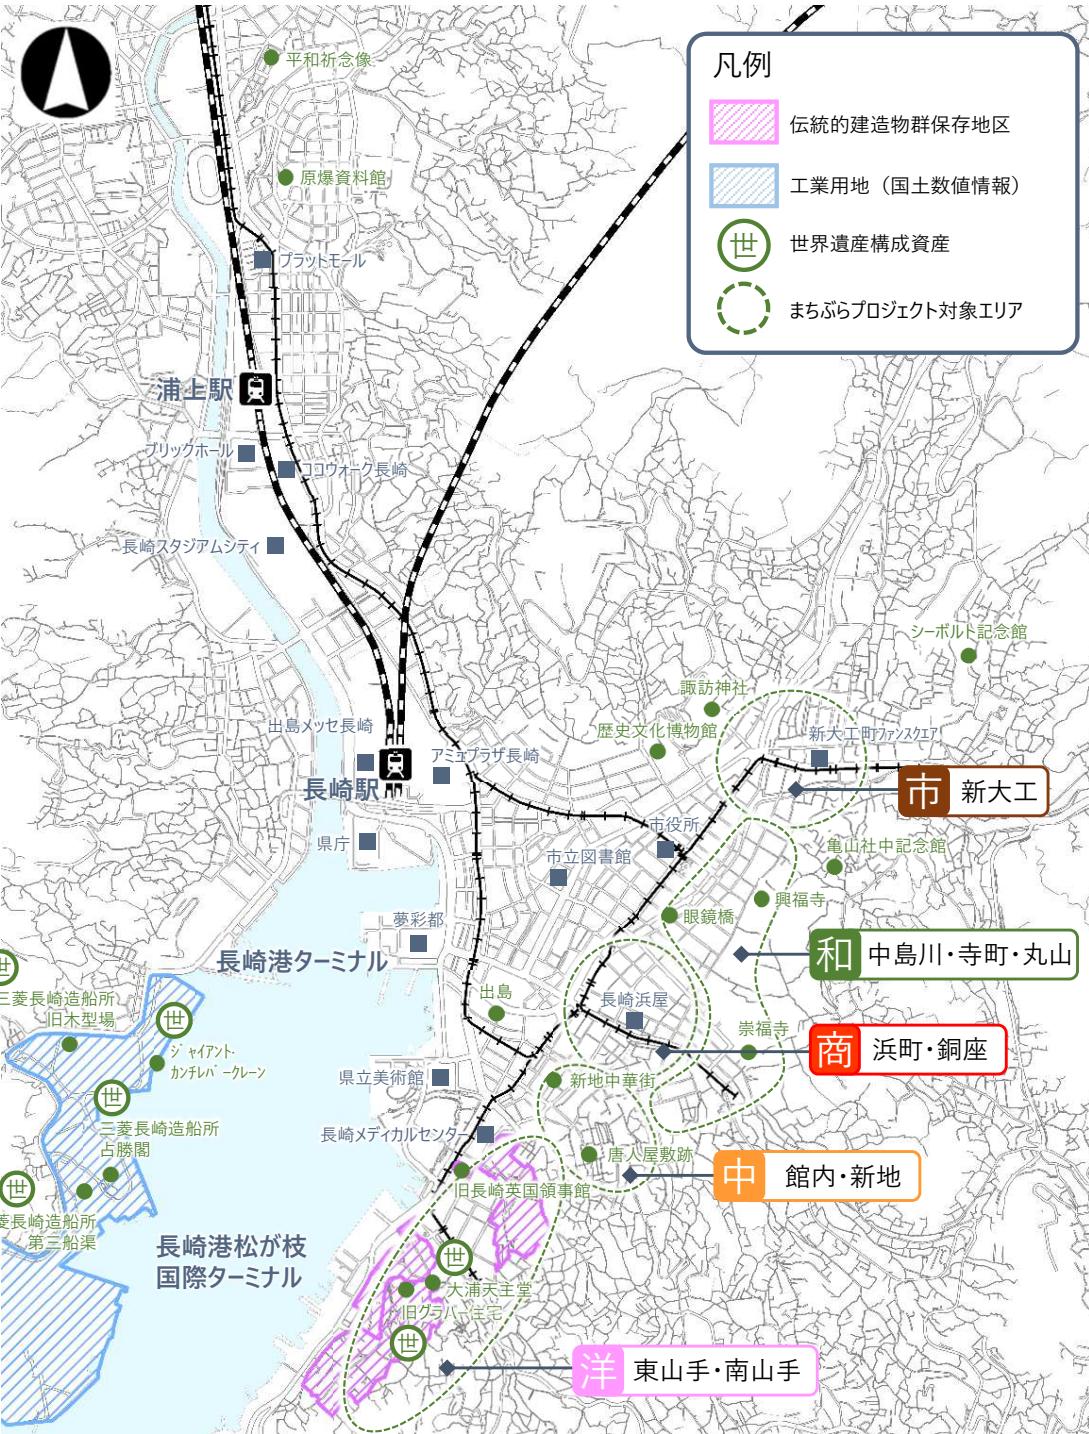 凡例
伝統的建造物群保存地区
工業用地（国土数値情報）
世
世界遺産構成資産
まちぶらプロジェクト対象エリア
平和祈念像
原爆資料館
プラットモール
浦上駅
ブリックホール
ココウォーク長崎
長崎スタジアムシティ
シーボルト記念館
諏訪神社
歴史文化博物館
新大工町ファンスクエア
出島メッセ長崎
アミュプラザ長崎
長崎駅
市 新大工
県庁
市役所
市立図書館
亀山社中記念館
興福寺
眼鏡橋
夢彩都
和 中島川・寺町・丸山
長崎港ターミナル
世
三菱長崎造船所
旧木型場
世
出島
長崎浜屋
崇福寺
商 浜町・銅座
ジャイアント・
カンチレバークレーン
県立美術館
新地中華街
世
三菱長崎造船所
占勝閣
長崎メディカルセンター
唐人屋敷跡
中 館内・新地
世
菱長崎造船所
第三船渠
旧長崎英国領事館
長崎港松が枝
国際ターミナル
世
大浦天主堂
旧グラバー住宅
世
洋 東山手・南山手